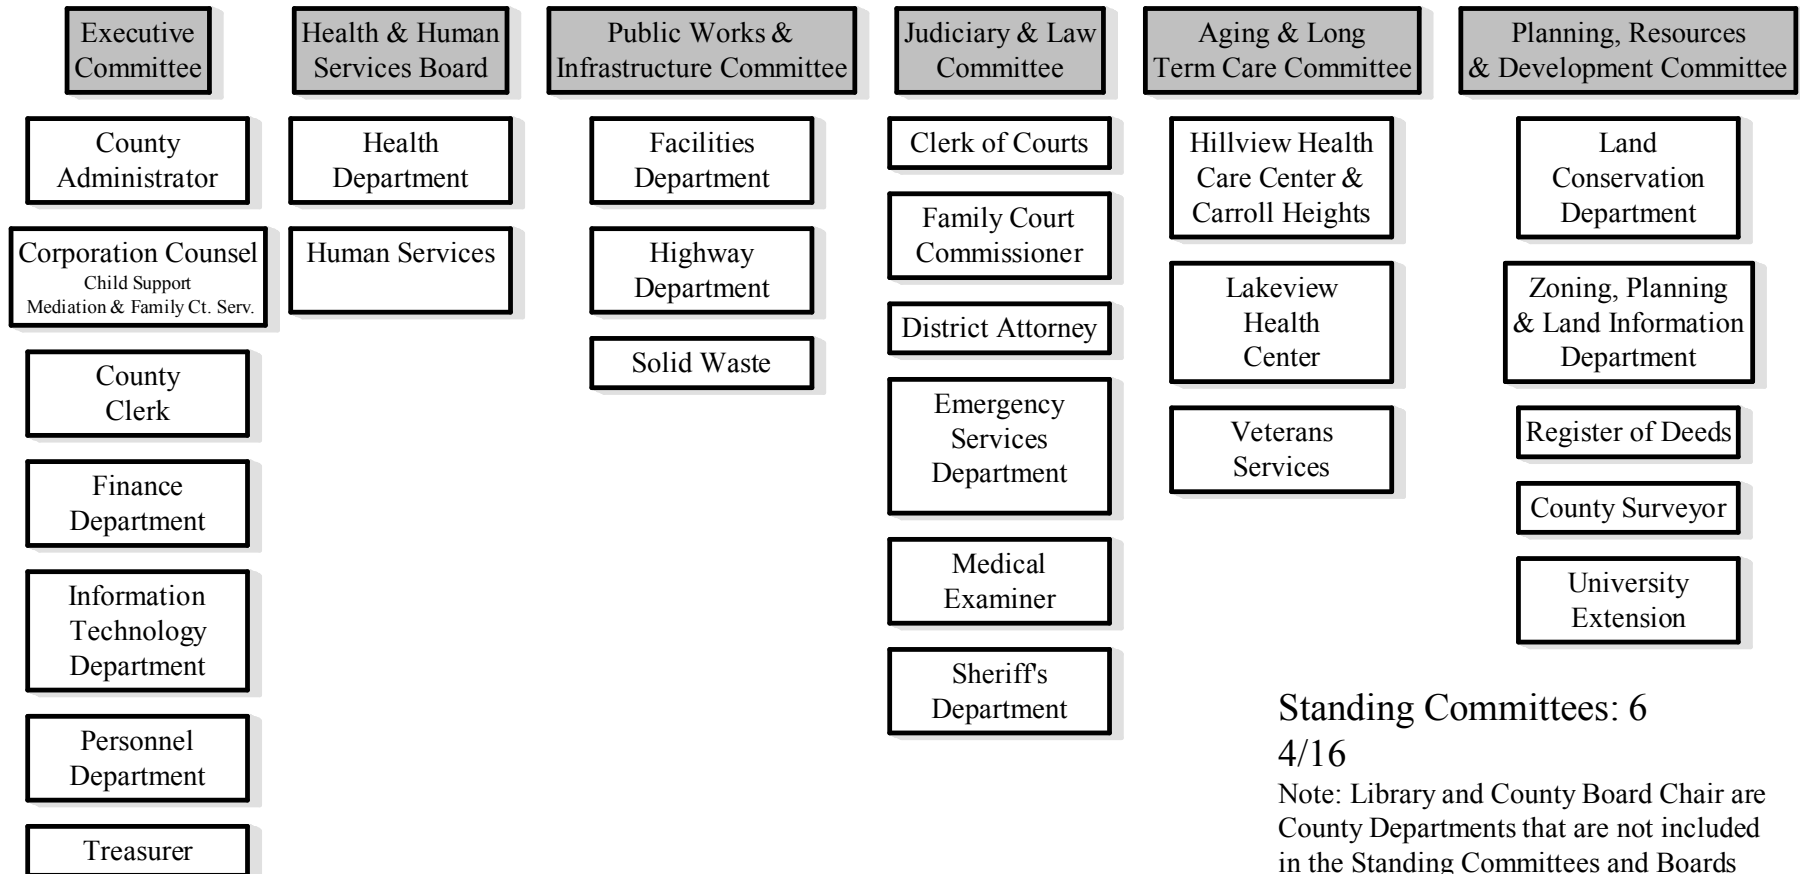 Executive
Committee
County
Administrator
Corporation Counsel
Child Support
Mediation & Family Ct. Serv.
County
Clerk
Finance
Department
Information
Technology
Department
Personnel
Department
Treasurer
Health & Human
Services Board
Health
Department
Human Services
Public Works &
Infrastructure Committee
Facilities
Department
Highway
Department
Solid Waste
Judiciary & Law
Committee
Clerk of Courts
Family Court
Commissioner
District Attorney
Emergency
Services
Department
Medical
Examiner
Sheriff's
Department
Aging & Long
Term Care Committee
Hillview Health
Care Center &
Carroll Heights
Lakeview
Health
Center
Veterans
Services
Planning, Resources
& Development Committee
Land
Conservation
Department
Zoning, Planning
& Land Information
Department
Register of Deeds
County Surveyor
University
Extension
Standing Committees: 6
4/16
Note: Library and County Board Chair are
County Departments that are not included
in the Standing Committees and Boards